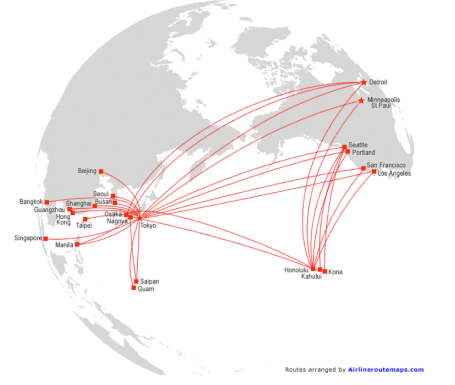 Detroit
Minneapolis
St.Paul
Seattle
Portland
San Francisco
Los Angeles
Beijing
Seoul
Busan
Bangkok
Shanghai
Guangzhou
Hong
Kong
Osaka
Nagoya
Tokyo
Taipei
Singapore
Manila
Honolulu
Kahului
Kona
Saipan
Guam
Routes arranged by Airlineroutemaps.com